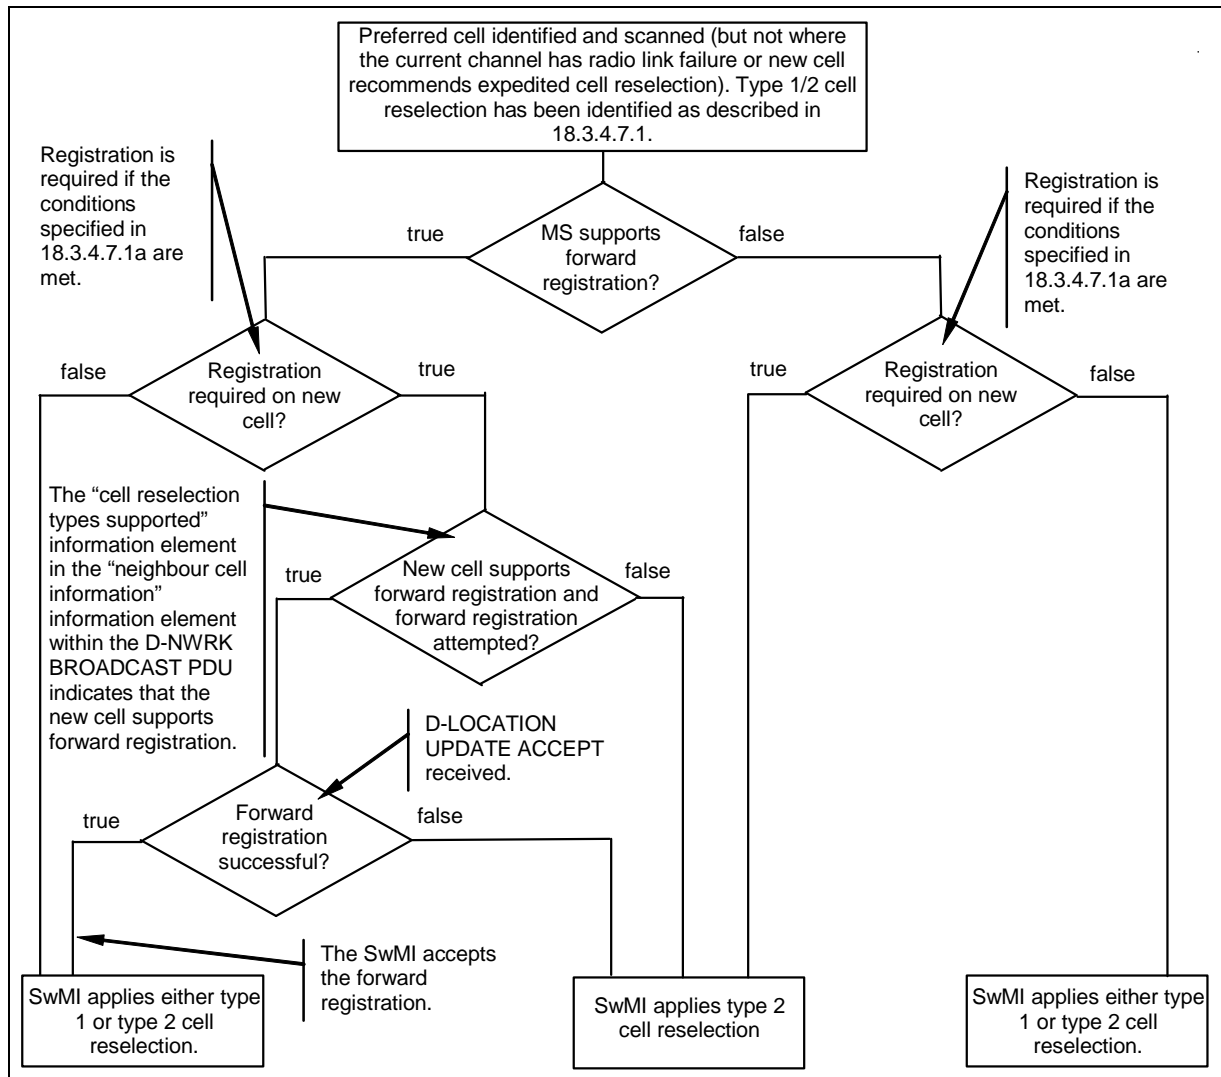 Preferred cell identified and scanned (but not where
the current channel has radio link failure or new cell
recommends expedited cell reselection). Type 1/2 cell
reselection has been identified as described in
18.3.4.7.1.
Registration is
required if the
conditions
specified in
18.3.4.7.1a are
met.
true
MS supports
forward
registration?
false
Registration is
required if the
conditions
specified in
18.3.4.7.1a are
met.
false
Registration
required on new
cell?
true
true
Registration
required on new
cell?
false
The “cell reselection
types supported”
information element
in the “neighbour cell
information”
information element
within the D-NWRK
BROADCAST PDU
indicates that the
new cell supports
forward registration.
true
New cell supports
forward registration and
forward registration
attempted?
false
D-LOCATION
UPDATE ACCEPT
received.
true
Forward
registration
successful?
false
The SwMI accepts
the forward
registration.
SwMI applies either type
1 or type 2 cell
reselection.
SwMI applies type 2
cell reselection
SwMI applies either type
1 or type 2 cell
reselection.